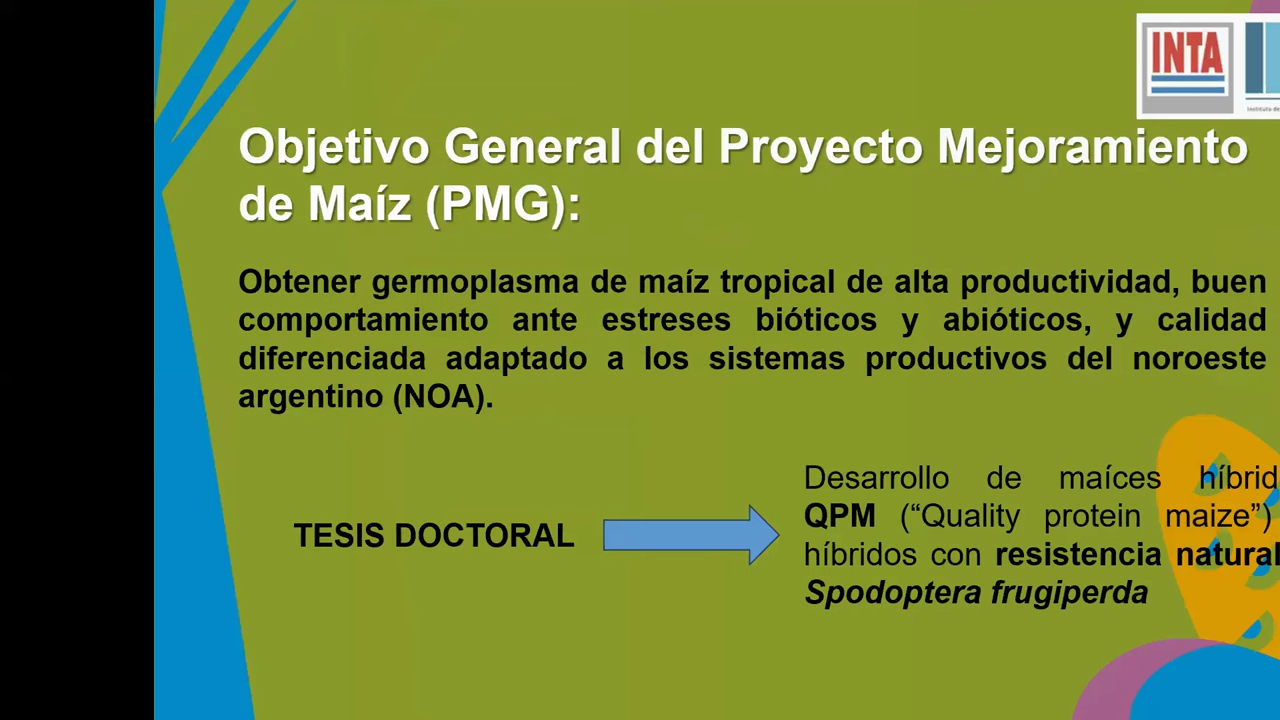 INTA
Instituto de
Objetivo General del Proyecto Mejoramiento
de Maíz (PMG):
Obtener germoplasma de maíz tropical de alta productividad, buen
comportamiento ante estreses bióticos y abióticos, y calidad
diferenciada adaptado a los sistemas productivos del noroeste
argentino (NOA).
Desarrollo de maíces híbrid
QPM (“Quality protein maize”)
híbridos con resistencia natural
Spodoptera frugiperda
TESIS DOCTORAL